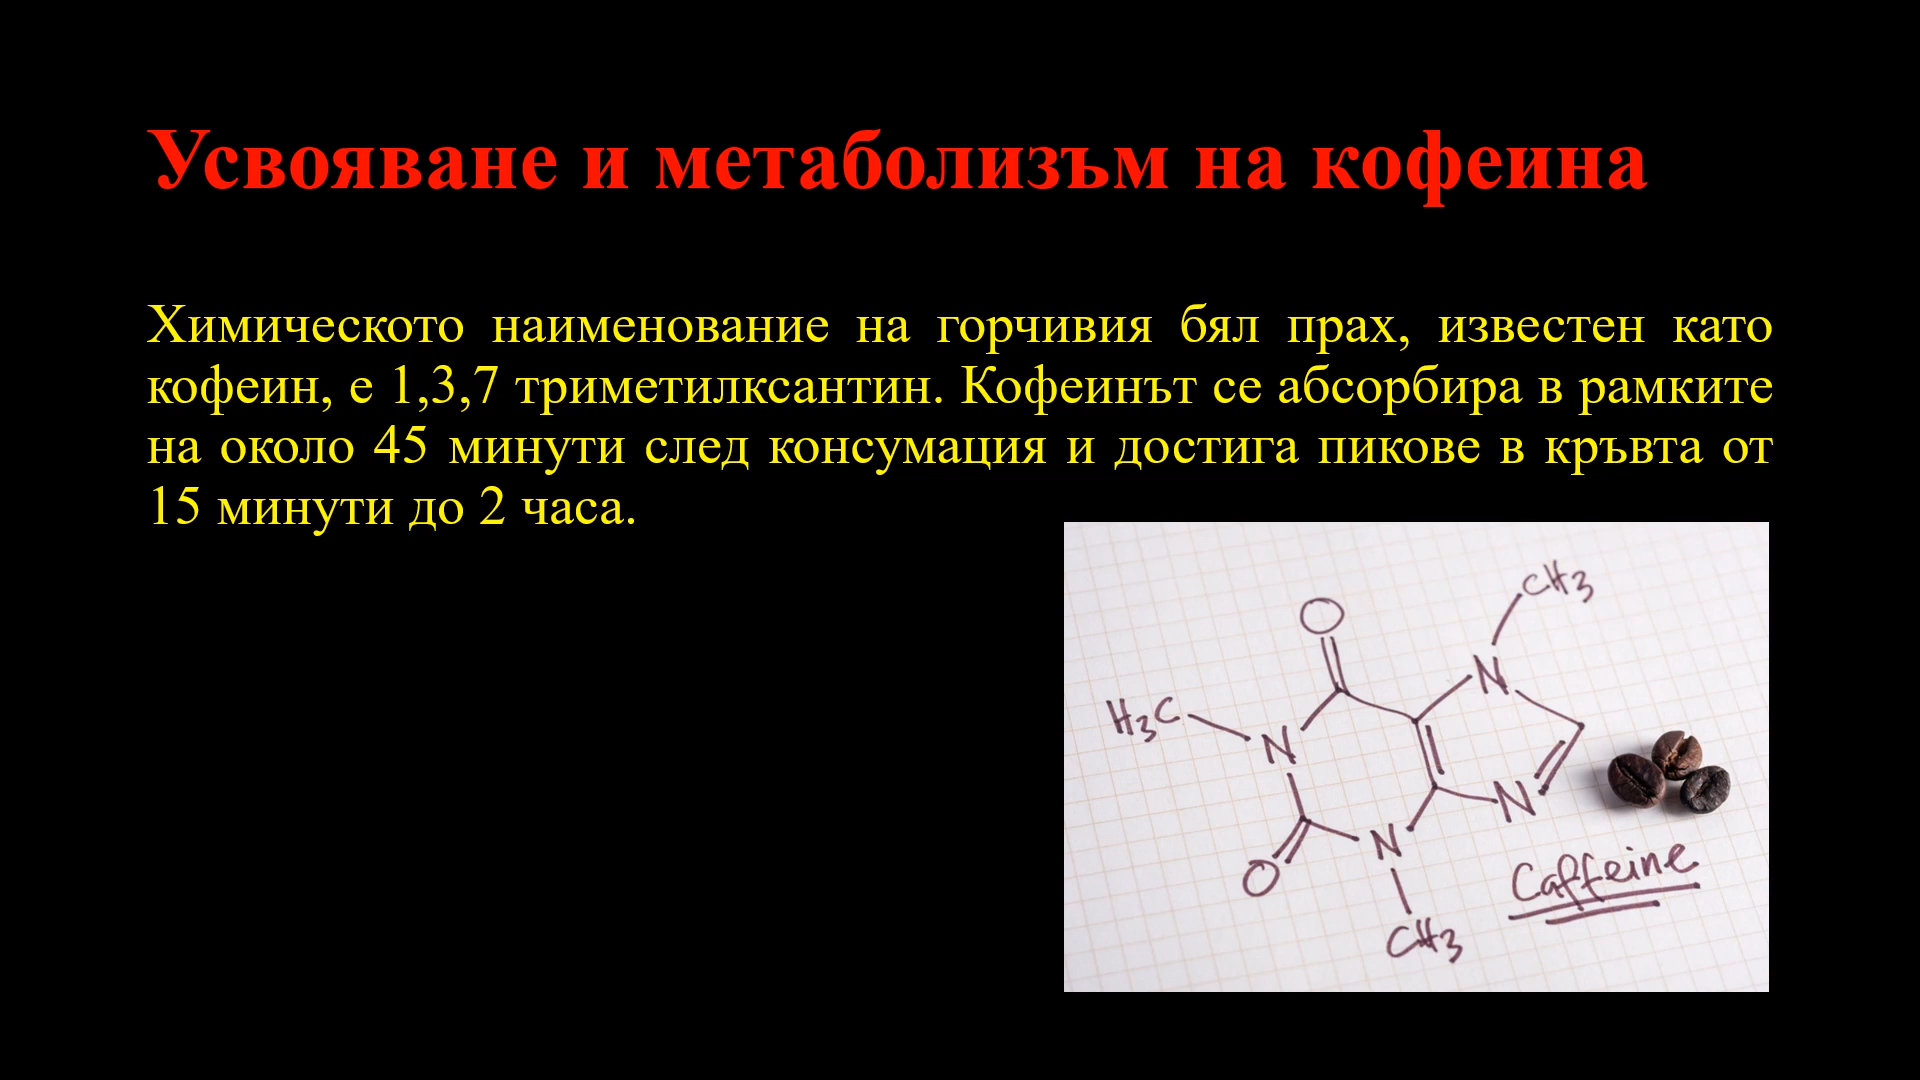 Усвояване и метаболизъм на кофеина
Химическото наименование на горчивия бял прах, известен като
кофеин, е 1,3,7 триметилксантин. Кофеинът се абсорбира в рамките
на около 45 минути след консумация и достига пикове в кръвта от
15 минути до 2 часа.
CH3
O
N
H3C
N
N
O
N
Caffeine
CH3